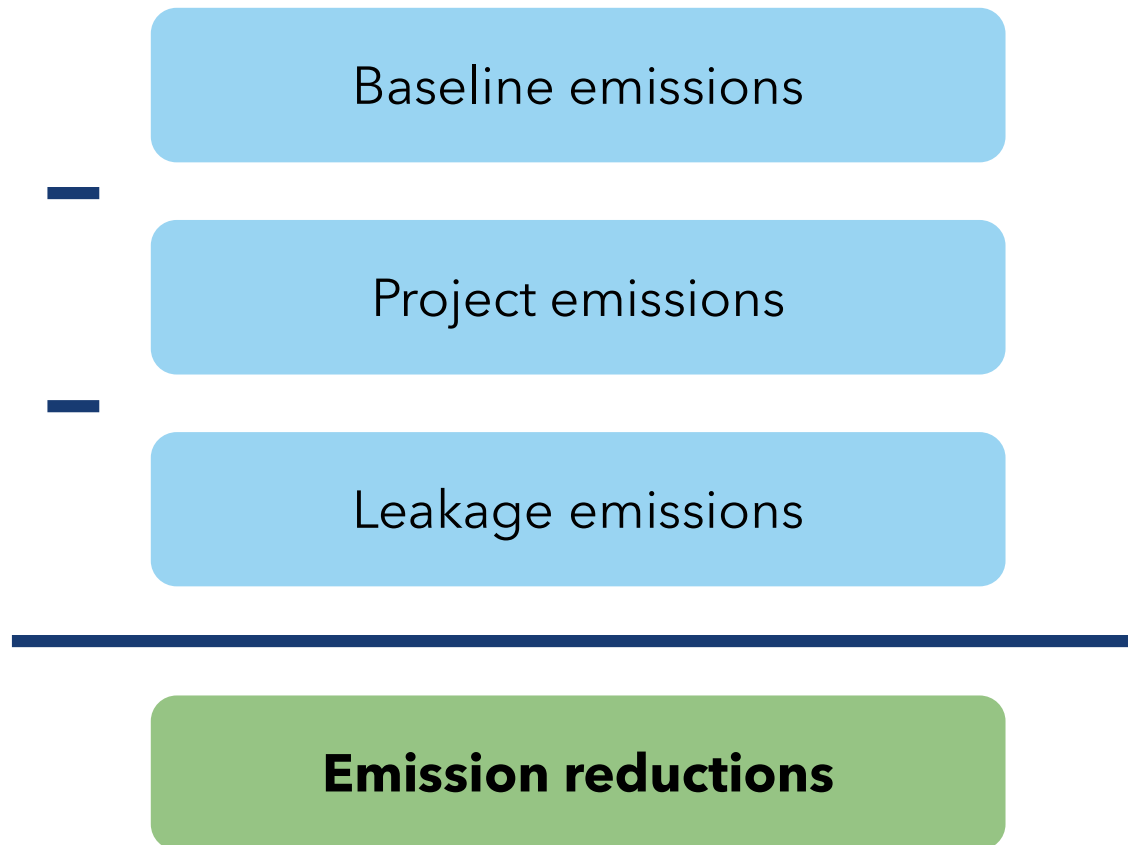 Baseline emissions
–
Project emissions
–
Leakage emissions
Emission reductions